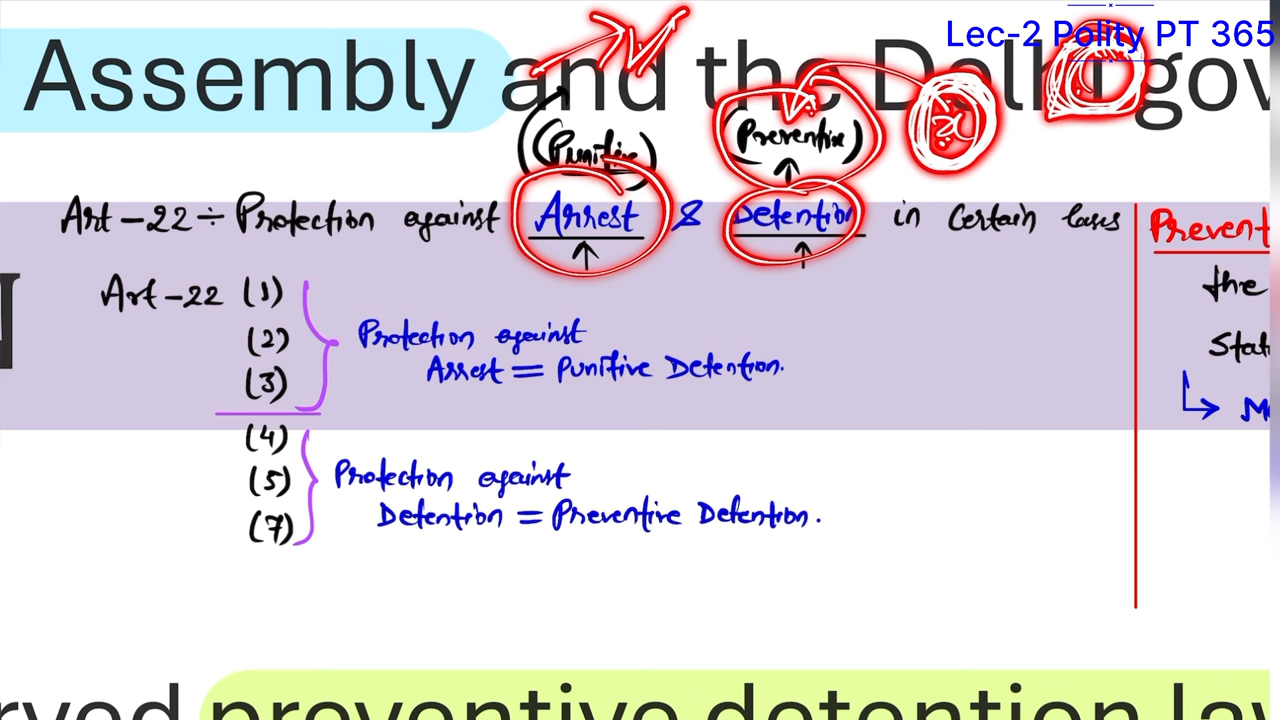 Lec-2 Polity PT 365
Assembly and the Delhi gov
(Punitive) (Preventive)
Art-22 ÷ Protection against Arrest & Detention in Certain Cases
Prevent
Art-22 (1)
the
(2)
Protection against
Stat
(3)
Arrest = Punitive Detention.
↳ M
(4)
(5)
Protection against
(7)
Detention = Preventive Detention.
rved preventive detention law